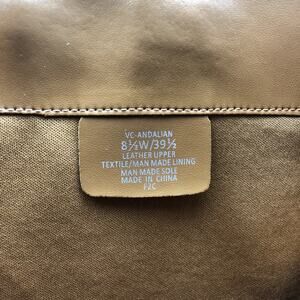 VC-ANDALIAN
8½W/39½
LEATHER UPPER
TEXTILE/MAN MADE LINING
MAN MADE SOLE
MADE IN CHINA
F2C